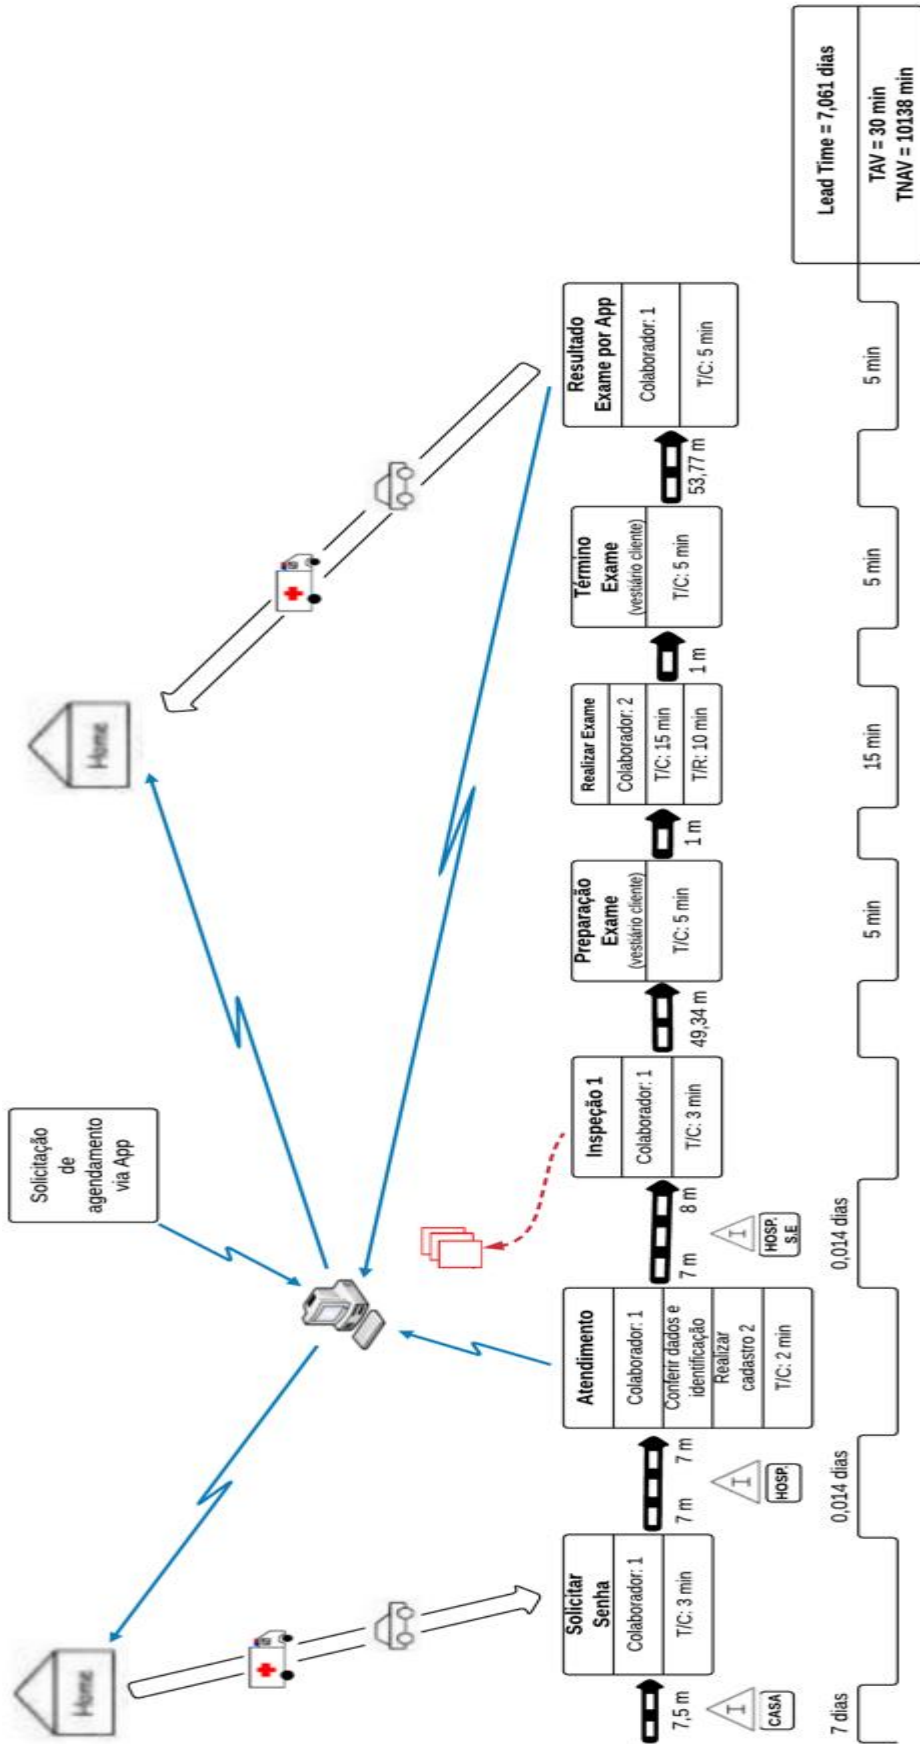 Home
Home
Solicitação
de
agendamento
via App
Solicitar
Senha
Colaborador: 1
T/C: 3 min
Atendimento
Colaborador: 1
Conferir dados e
identificação
Realizar
cadastro 2
T/C: 2 min
Inspeção 1
Colaborador: 1
T/C: 3 min
Preparação
Exame
(vestiário cliente)
T/C: 5 min
Realizar Exame
Colaborador: 2
T/C: 15 min
T/R: 10 min
Término
Exame
(vestiário cliente)
T/C: 5 min
Resultado
Exame por App
Colaborador: 1
T/C: 5 min
7,5 m
7 m
7 m
7 m
8 m
49,34 m
1 m
1 m
53,77 m
I
CASA
I
HOSP.
I
HOSP.
S.E
7 dias
0,014 dias
0,014 dias
5 min
15 min
5 min
5 min
Lead Time = 7,061 dias
TAV = 30 min
TNAV = 10138 min